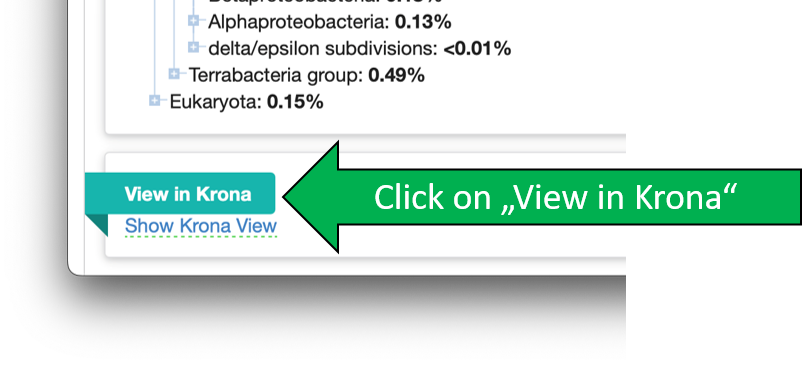 Alphaproteobacteria: 0.13%
delta/epsilon subdivisions: <0.01%
Terrabacteria group: 0.49%
Eukaryota: 0.15%
View in Krona
Click on „View in Krona“
Show Krona View